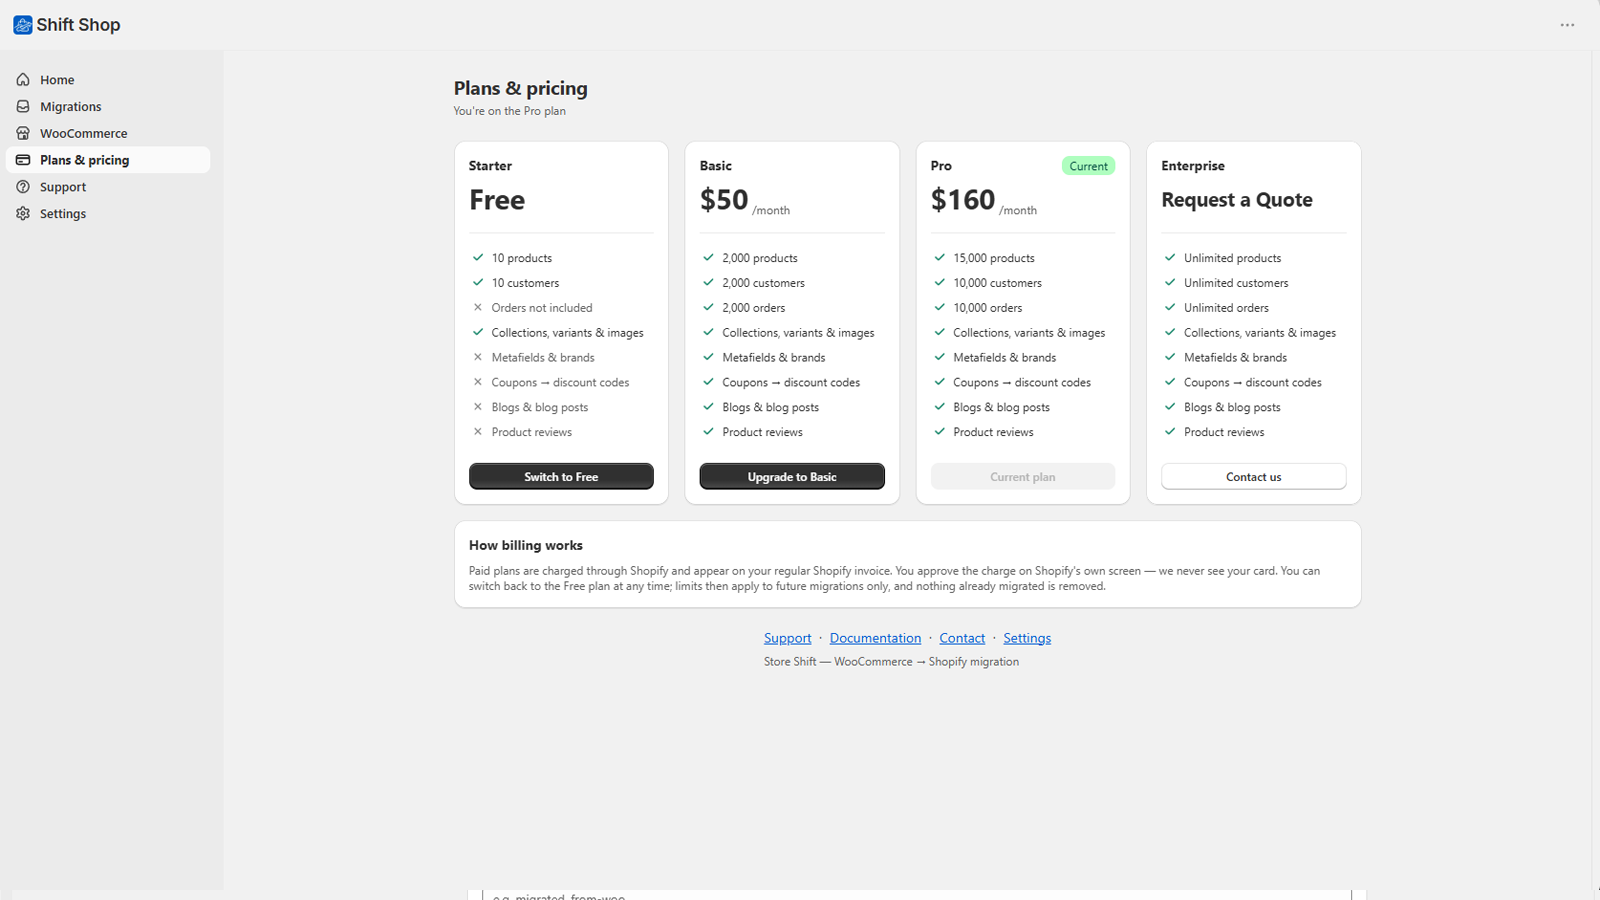 Shift Shop
Home
Migrations
WooCommerce
Plans & pricing
Support
Settings
Plans & pricing
You're on the Pro plan
Starter
Free
10 products
10 customers
Orders not included
Collections, variants & images
Metafields & brands
Coupons → discount codes
Blogs & blog posts
Product reviews
Switch to Free
Basic
$50 /month
2,000 products
2,000 customers
2,000 orders
Collections, variants & images
Metafields & brands
Coupons → discount codes
Blogs & blog posts
Product reviews
Upgrade to Basic
Pro
Current
$160 /month
15,000 products
10,000 customers
10,000 orders
Collections, variants & images
Metafields & brands
Coupons → discount codes
Blogs & blog posts
Product reviews
Current plan
Enterprise
Request a Quote
Unlimited products
Unlimited customers
Unlimited orders
Collections, variants & images
Metafields & brands
Coupons → discount codes
Blogs & blog posts
Product reviews
Contact us
How billing works
Paid plans are charged through Shopify and appear on your regular Shopify invoice. You approve the charge on Shopify's own screen — we never see your card. You can
switch back to the Free plan at any time; limits then apply to future migrations only, and nothing already migrated is removed.
Support · Documentation · Contact · Settings
Store Shift — WooCommerce → Shopify migration
e.g. migrated, from-woo